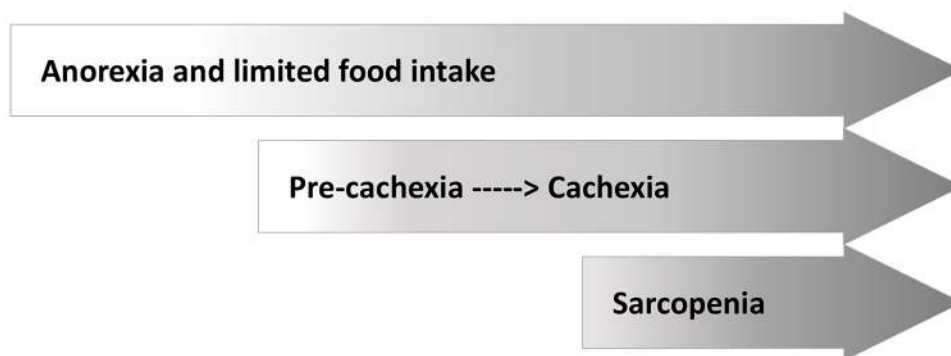 Anorexia and limited food intake
Pre-cachexia -----> Cachexia
Sarcopenia